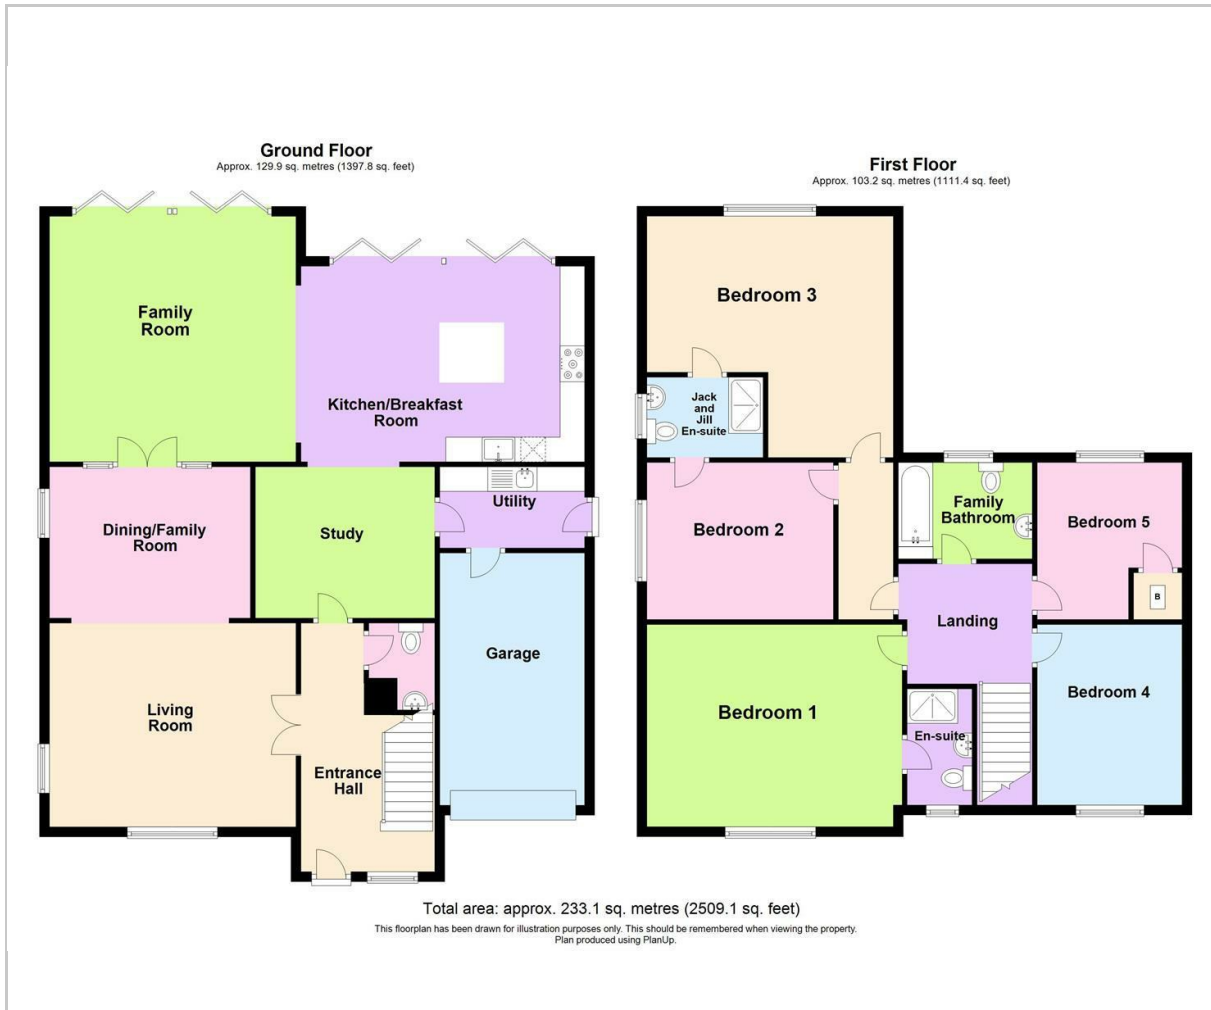 Ground Floor
Approx. 129.9 sq. metres (1397.8 sq. feet)
Family
Room
Kitchen/Breakfast
Room
Dining/Family
Room
Study
Utility
Living
Room
Entrance
Hall
Garage
First Floor
Approx. 103.2 sq. metres (1111.4 sq. feet)
Bedroom 3
Jack
and
Jill
En-suite
Bedroom 2
Family
Bathroom
Bedroom 5
B
Landing
Bedroom 1
En-suite
Bedroom 4
Total area: approx. 233.1 sq. metres (2509.1 sq. feet)
This floorplan has been drawn for illustration purposes only. This should be remembered when viewing the property.
Plan produced using PlanUp.